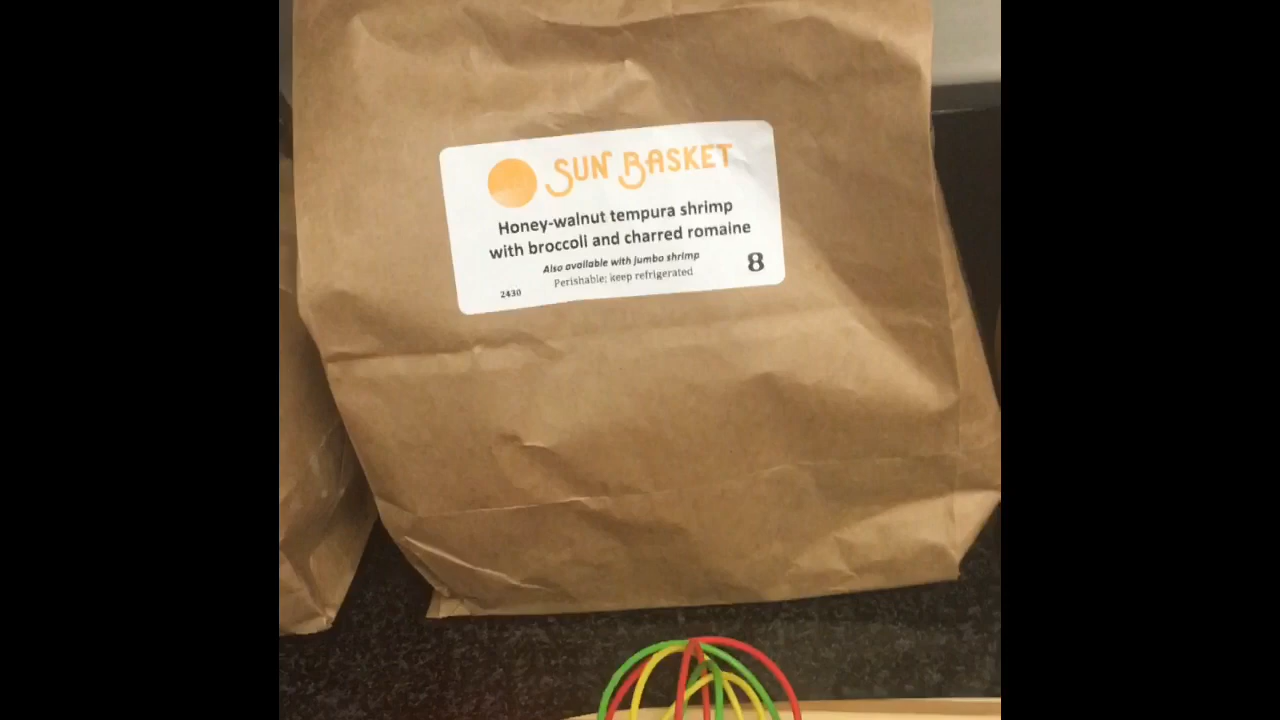 SUN BASKET
Honey-walnut tempura shrimp
with broccoli and charred romaine
Also available with jumbo shrimp
Perishable; keep refrigerated
8
2430